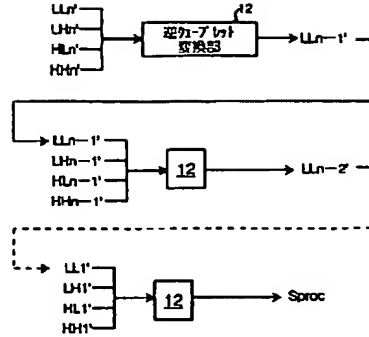 LLn'
LHn'
HLn'
HHn'
12
逆ウェーブレット
変換部
LLn-1'
LLn-1'
LHn-1'
HLn-1'
HHn-1'
12
LLn-2'
LL1'
LH1'
HL1'
HH1'
12
Sproc